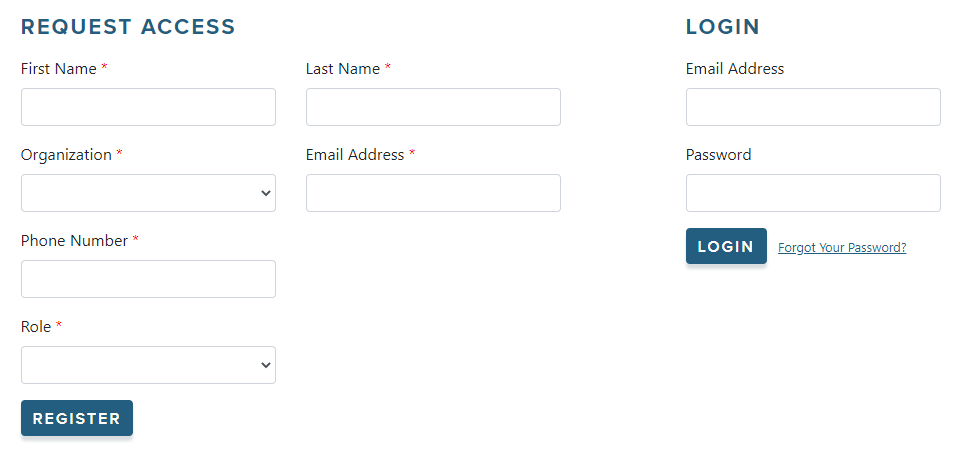 REQUEST ACCESS
First Name *
Last Name *
Organization *
Email Address *
Phone Number *
Role *
REGISTER
LOGIN
Email Address
Password
LOGIN
Forgot Your Password?